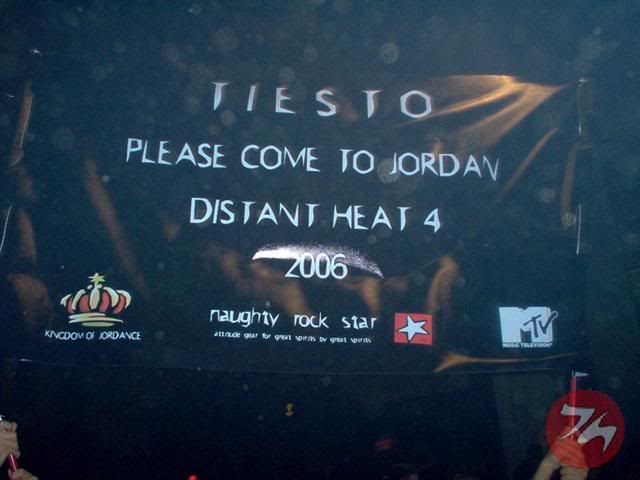 TIESTO
PLEASE COME TO JORDAN
DISTANT HEAT 4
2006
KINGDOM OF JORDANCE
naughty rock star
attitude gear for great spirits by great spirits
MTV
MUSIC TELEVISION